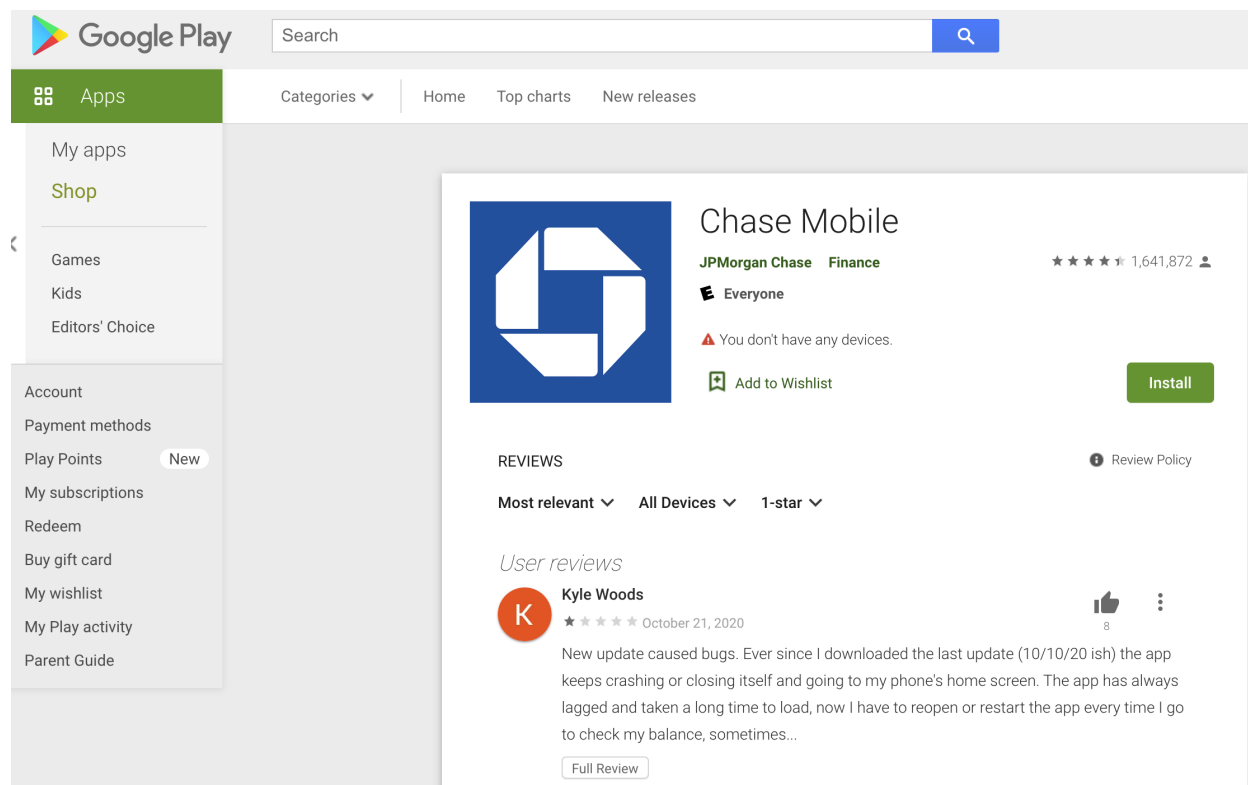 Google Play
Search
Apps
Categories
Home
Top charts
New releases
My apps
Shop
Games
Kids
Editors' Choice
Account
Payment methods
Play Points New
My subscriptions
Redeem
Buy gift card
My wishlist
My Play activity
Parent Guide
Chase Mobile
JPMorgan Chase Finance
1,641,872
E Everyone
You don't have any devices.
Add to Wishlist
Install
REVIEWS
Review Policy
Most relevant All Devices 1-star
User reviews
K
Kyle Woods
October 21, 2020
8
New update caused bugs. Ever since I downloaded the last update (10/10/20 ish) the app
keeps crashing or closing itself and going to my phone's home screen. The app has always
lagged and taken a long time to load, now I have to reopen or restart the app every time I go
to check my balance, sometimes...
Full Review